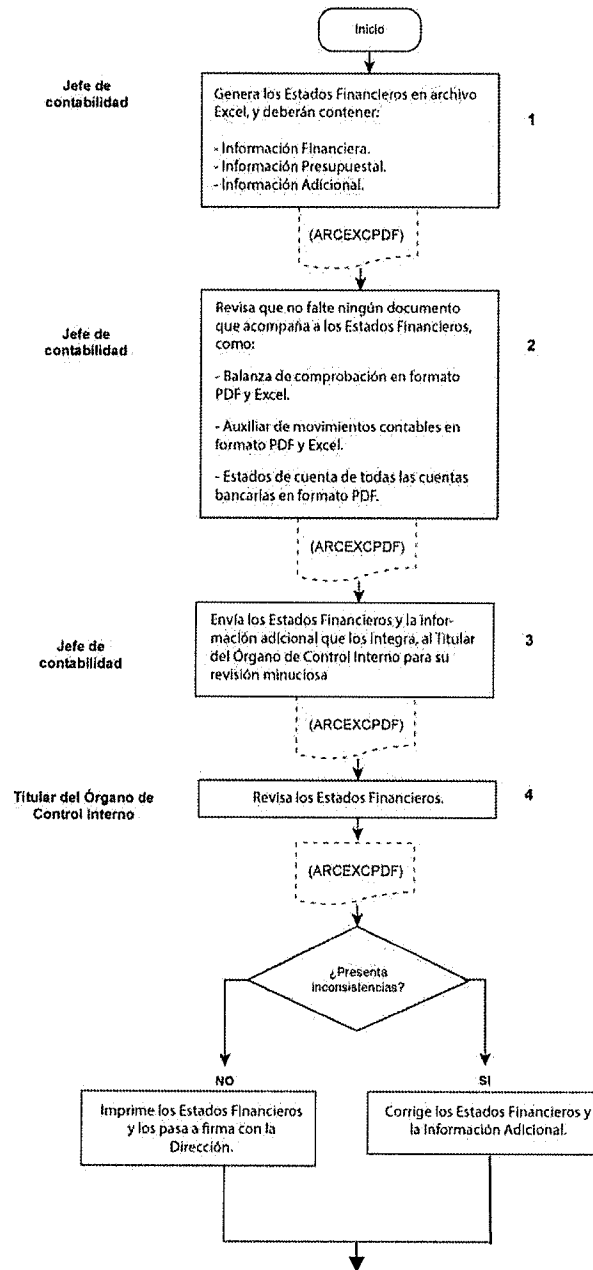 Inicio
Jefe de
contabilidad
Genera los Estados Financieros en archivo
Excel, y deberán contener:
- Información Financiera.
- Información Presupuestal.
- Información Adicional.
1
(ARCEXCPDF)
Jefe de
contabilidad
Revisa que no falte ningún documento
que acompaña a los Estados Financieros,
como:
- Balanza de comprobación en formato
PDF y Excel.
- Auxiliar de movimientos contables en
formato PDF y Excel.
- Estados de cuenta de todas las cuentas
bancarias en formato PDF.
2
(ARCEXCPDF)
Jefe de
contabilidad
Envía los Estados Financieros y la infor-
mación adicional que los integra, al Titular
del Órgano de Control Interno para su
revisión minuciosa
3
(ARCEXCPDF)
Titular del Órgano de
Control Interno
Revisa los Estados Financieros.
4
(ARCEXCPDF)
¿Presenta
inconsistencias?
NO
SI
Imprime los Estados Financieros
y los pasa a firma con la
Dirección.
Corrige los Estados Financieros y
la Información Adicional.